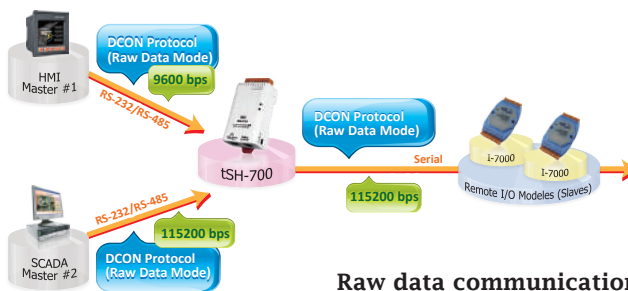 DCON Protocol
(Raw Data Mode)
9600 bps
HMI
Master #1
RS-232/RS-485
DCON Protocol
(Raw Data Mode)
tSH-700
Serial
115200 bps
I-7000
I-7000
Remote I/O Modeles (Slaves)
RS-232/RS-485
115200 bps
SCADA
Master #2
DCON Protocol
(Raw Data Mode)
Raw data communication